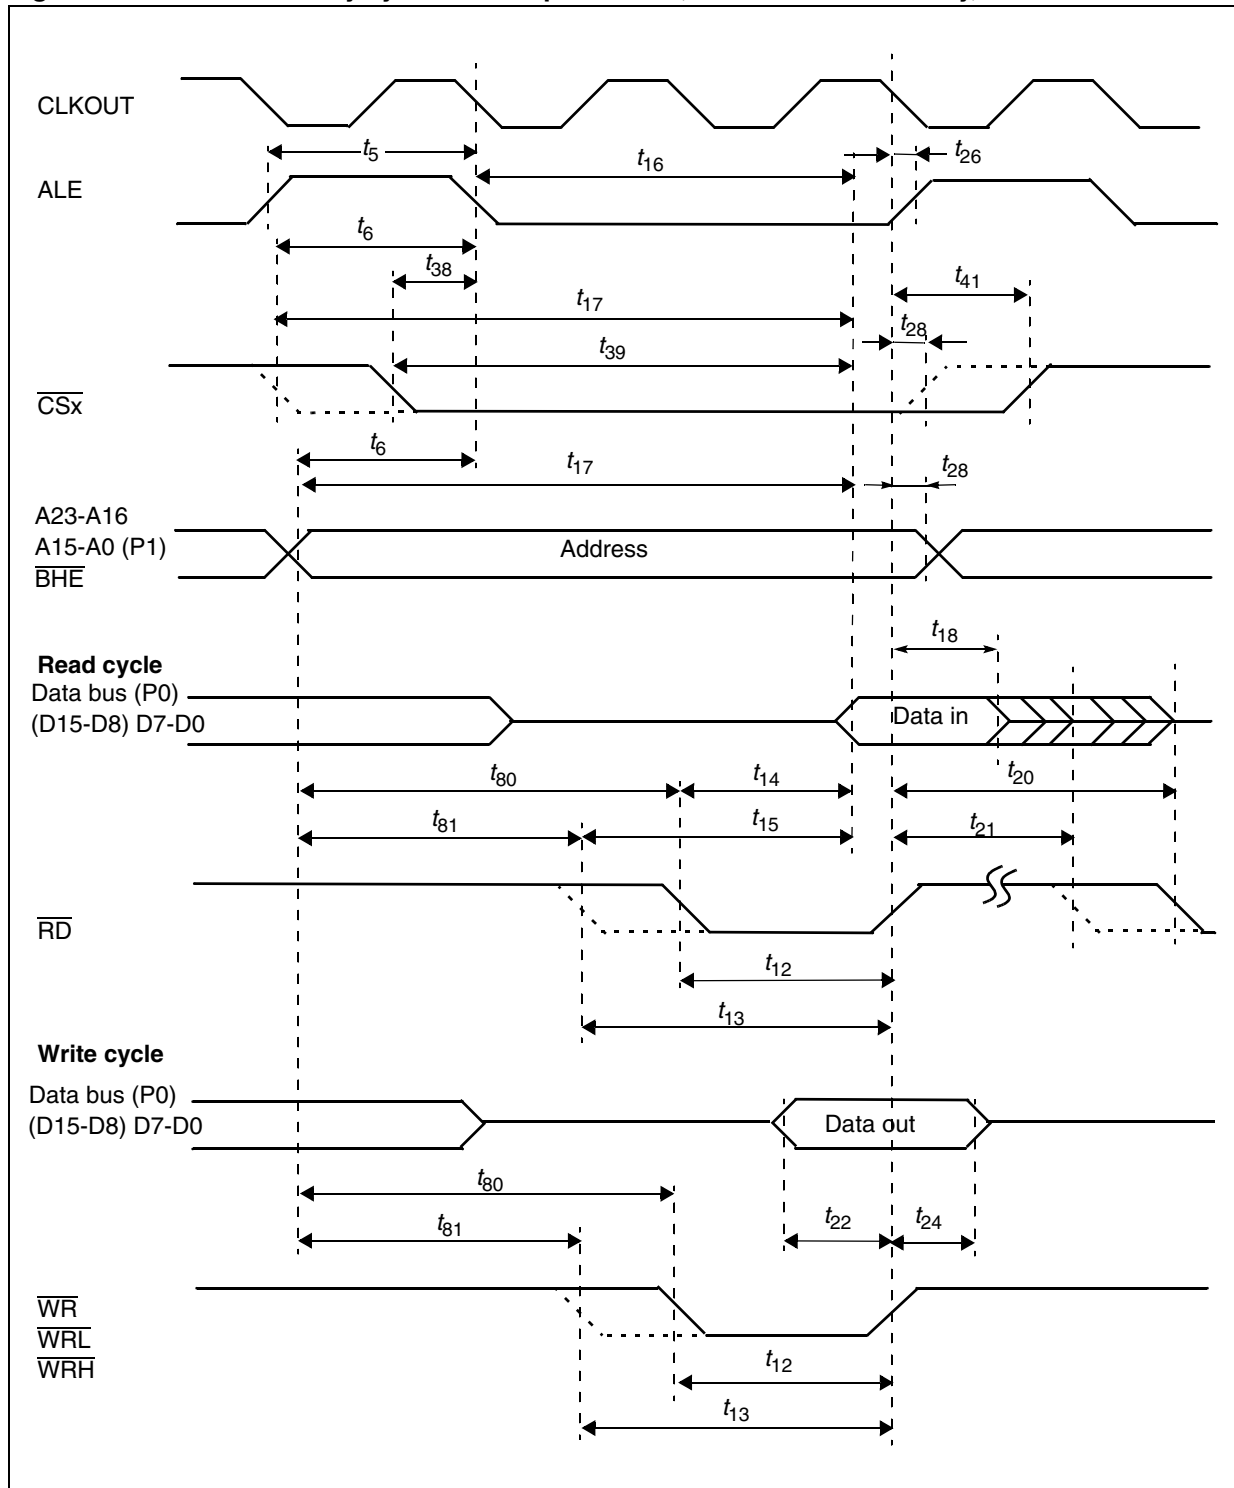 CLKOUT
t5
t16
t26
ALE
t6
t38
t41
t17
t28
t39
CSx
t6
t17
t28
A23-A16
A15-A0 (P1)
Address
BHE
t18
Read cycle
Data bus (P0)
(D15-D8) D7-D0
Data in
t80
t14
t20
t81
t15
t21
RD
t12
t13
Write cycle
Data bus (P0)
(D15-D8) D7-D0
Data out
t80
t81
t22
t24
WR
WRL
WRH
t12
t13